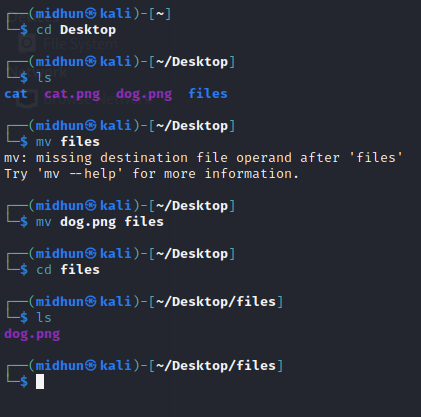 ┌──(midhun㉿kali)-[~]
└─$ cd Desktop
File System
┌──(midhun㉿kali)-[~/Desktop]
└─$ ls
cat cat.png dog.png files
┌──(midhun㉿kali)-[~/Desktop]
└─$ mv files
mv: missing destination file operand after 'files'
Try 'mv --help' for more information.
┌──(midhun㉿kali)-[~/Desktop]
└─$ mv dog.png files
┌──(midhun㉿kali)-[~/Desktop]
└─$ cd files
┌──(midhun㉿kali)-[~/Desktop/files]
└─$ ls
dog.png
┌──(midhun㉿kali)-[~/Desktop/files]
└─$